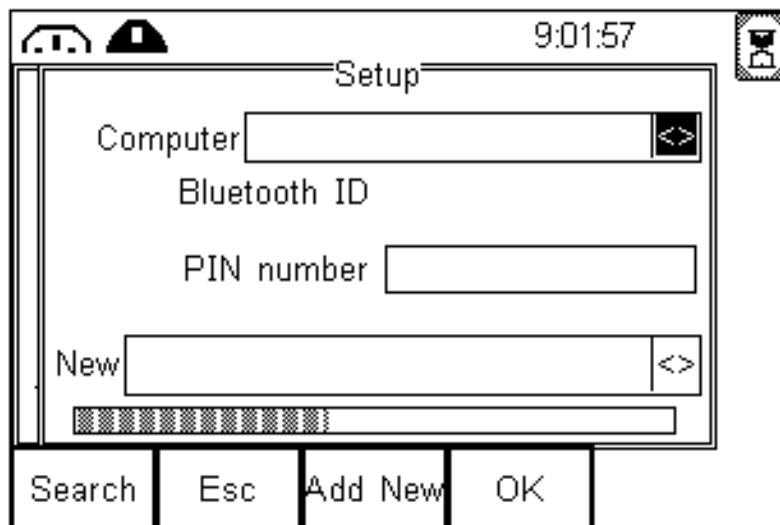 9:01:57
Setup
Computer <>
Bluetooth ID
PIN number
New <>
Search Esc Add New OK